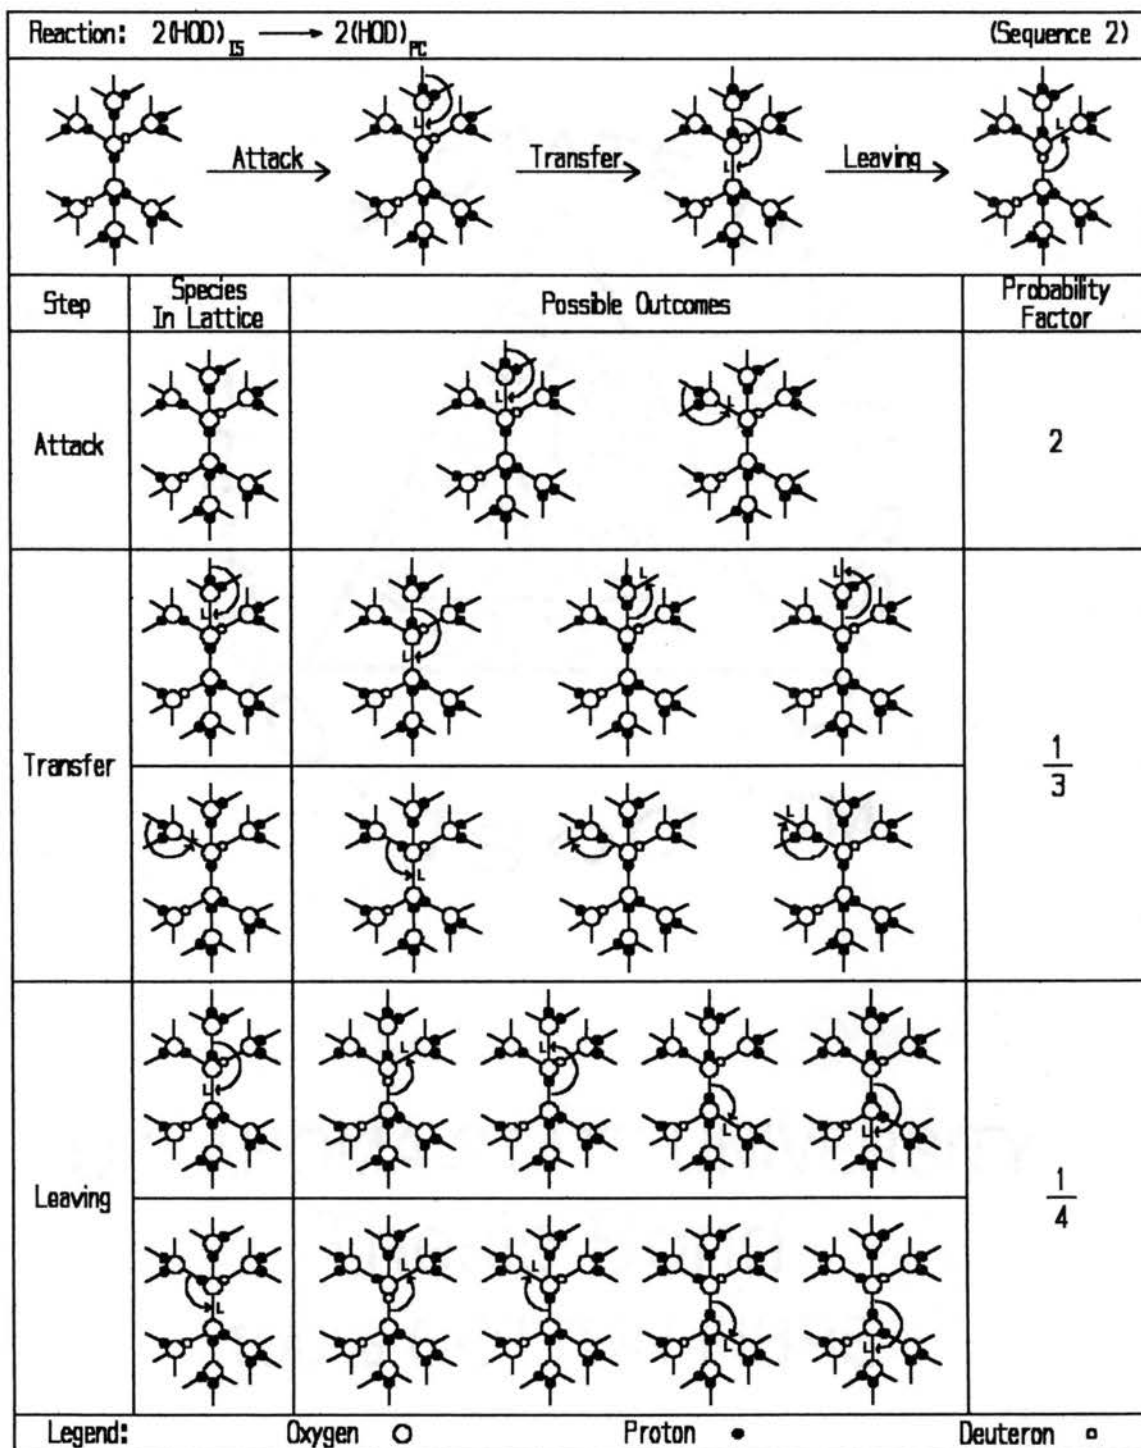 Reaction: 2(HOD)IS ⟶ 2(HOD)PC (Sequence 2)
L L L
Attack Transfer Leaving
Step Species In Lattice Possible Outcomes Probability Factor
L L
Attack 2
L L L L
Transfer 1/3
L L L L
L L L L L
Leaving 1/4
L L L L L
Legend: Oxygen ○ Proton ● Deuteron □